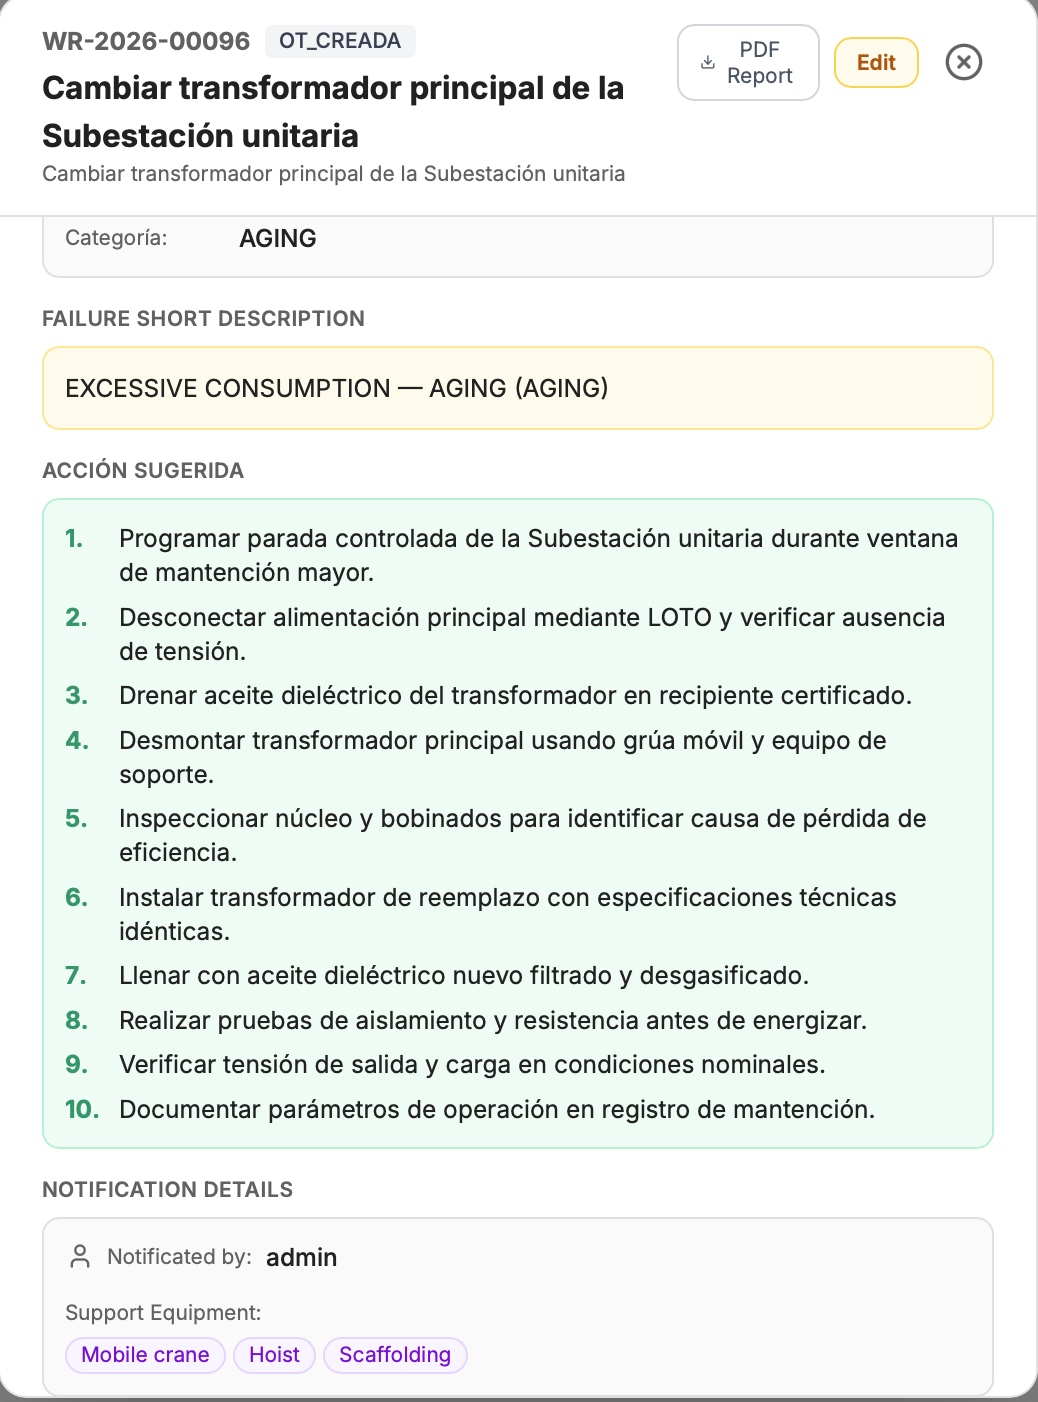 WR-2026-00096 OT_CREADA
Cambiar transformador principal de la
Subestación unitaria
Cambiar transformador principal de la Subestación unitaria
PDF
Report
Edit
Categoría: AGING
FAILURE SHORT DESCRIPTION
EXCESSIVE CONSUMPTION — AGING (AGING)
ACCIÓN SUGERIDA
1. Programar parada controlada de la Subestación unitaria durante ventana
de mantención mayor.
2. Desconectar alimentación principal mediante LOTO y verificar ausencia
de tensión.
3. Drenar aceite dieléctrico del transformador en recipiente certificado.
4. Desmontar transformador principal usando grúa móvil y equipo de
soporte.
5. Inspeccionar núcleo y bobinados para identificar causa de pérdida de
eficiencia.
6. Instalar transformador de reemplazo con especificaciones técnicas
idénticas.
7. Llenar con aceite dieléctrico nuevo filtrado y desgasificado.
8. Realizar pruebas de aislamiento y resistencia antes de energizar.
9. Verificar tensión de salida y carga en condiciones nominales.
10. Documentar parámetros de operación en registro de mantención.
NOTIFICATION DETAILS
Notificated by: admin
Support Equipment:
Mobile crane Hoist Scaffolding